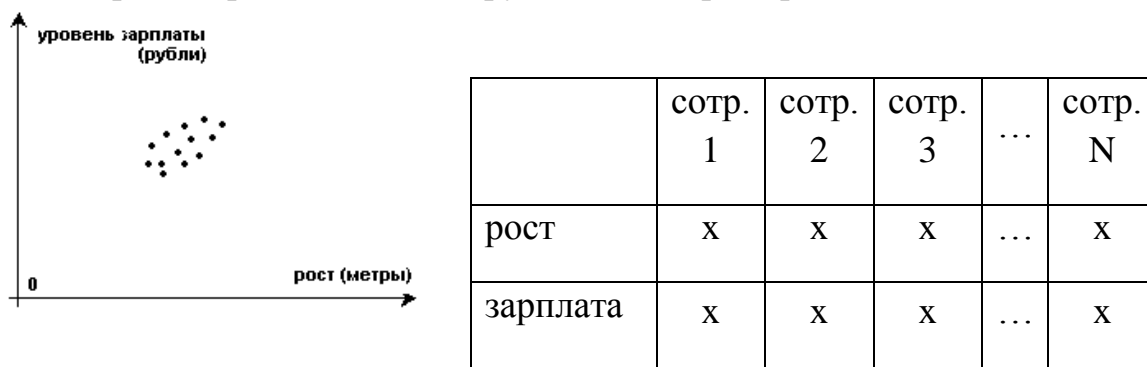 уровень зарплаты
(рубли)
0
рост (метры)
сотр. 1 сотр. 2 сотр. 3 … сотр. N
рост х х х … х
зарплата х х х … х